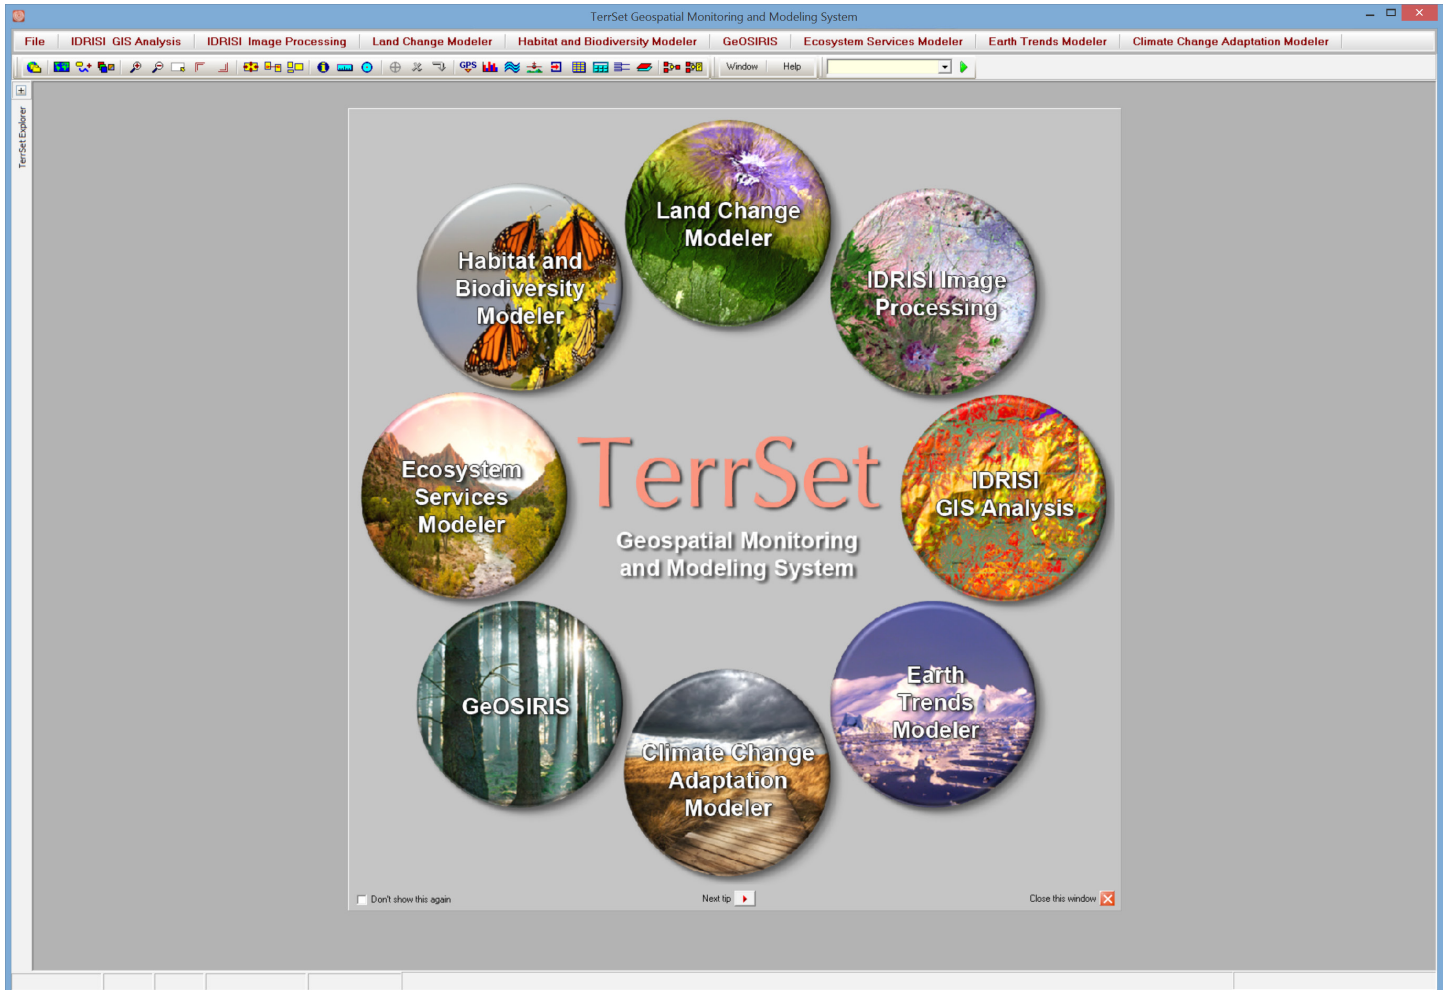 TerrSet Geospatial Monitoring and Modeling System
File IDRISI GIS Analysis IDRISI Image Processing Land Change Modeler Habitat and Biodiversity Modeler GeOSIRIS Ecosystem Services Modeler Earth Trends Modeler Climate Change Adaptation Modeler
GPS Window Help
TerrSet Explorer
Land Change
Modeler
Habitat and
Biodiversity
Modeler
IDRISI Image
Processing
Ecosystem
Services
Modeler
TerrSet
Geospatial Monitoring
and Modeling System
IDRISI
GIS Analysis
GeOSIRIS
Climate Change
Adaptation
Modeler
Earth
Trends
Modeler
Don't show this again Next tip Close this window